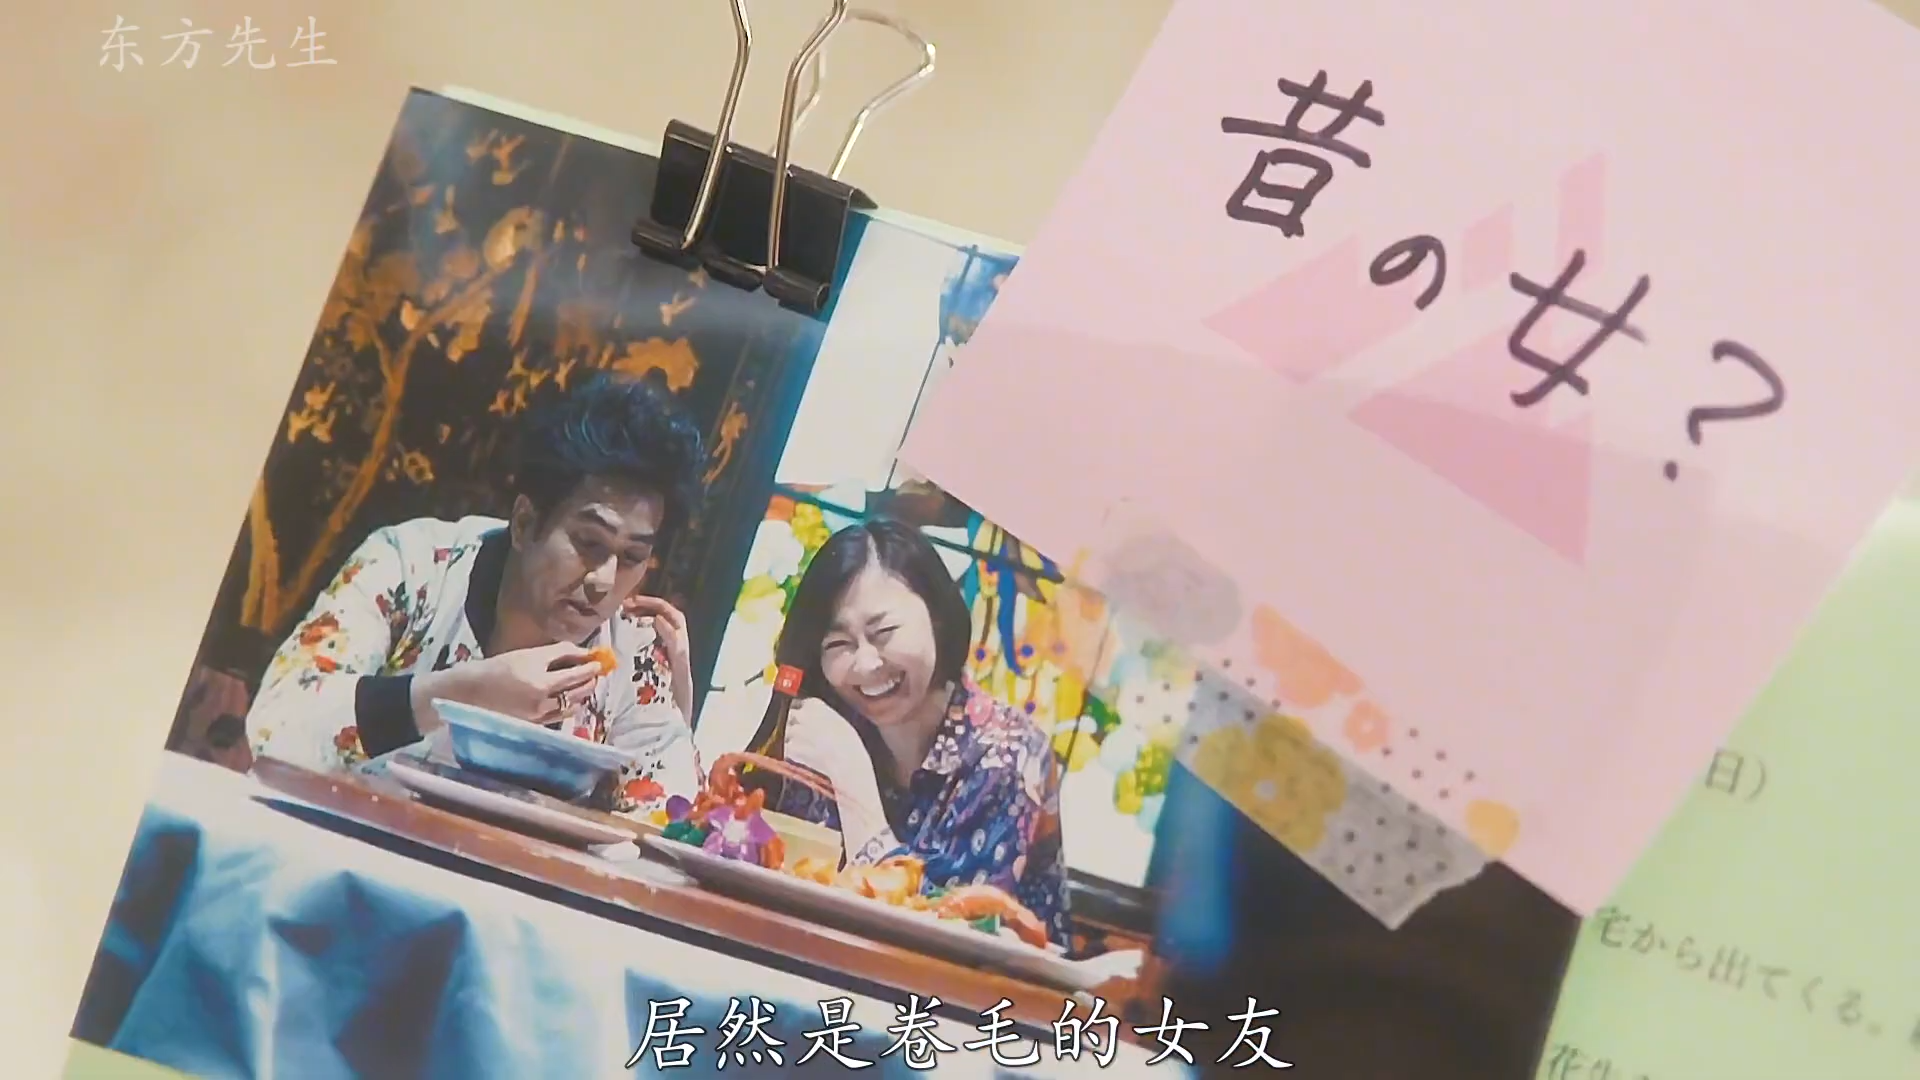 东方先生
昔の女?
日)
宅から出てくる。
居然是卷毛的女友